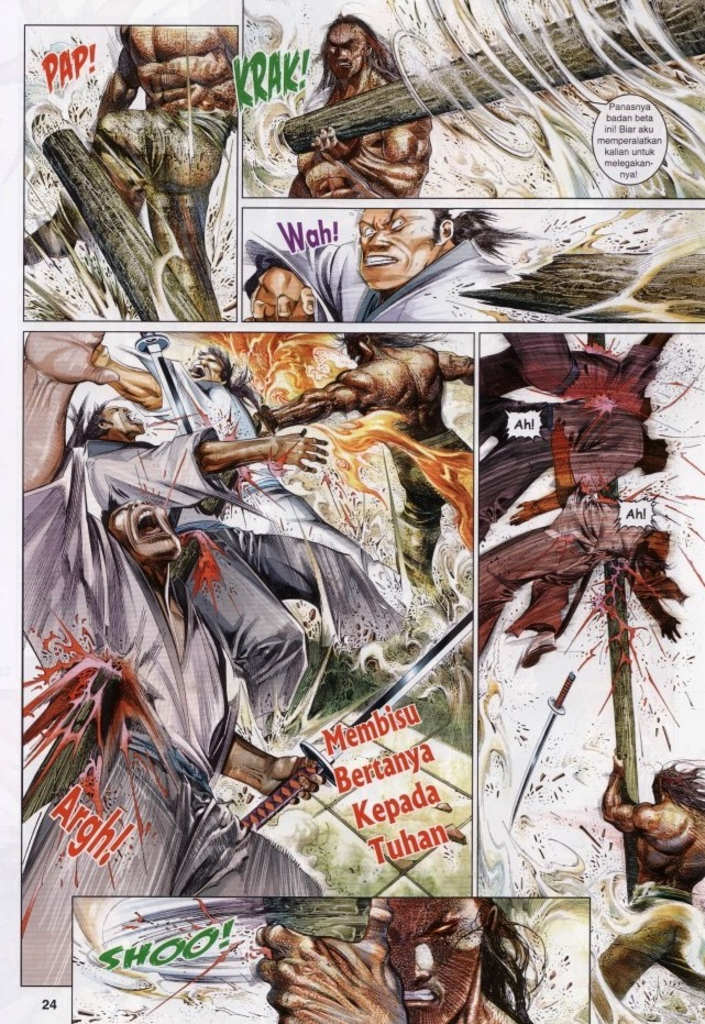 PAP!
KRAK!
Panasnya
badan beta
ini! Biar aku
memperalatkan
kalian untuk
melegakan-
nya!
Wah!
Ah!
Ah!
Membisu
Bertanya
Kepada
Tuhan
Argh!
SHOO!
24